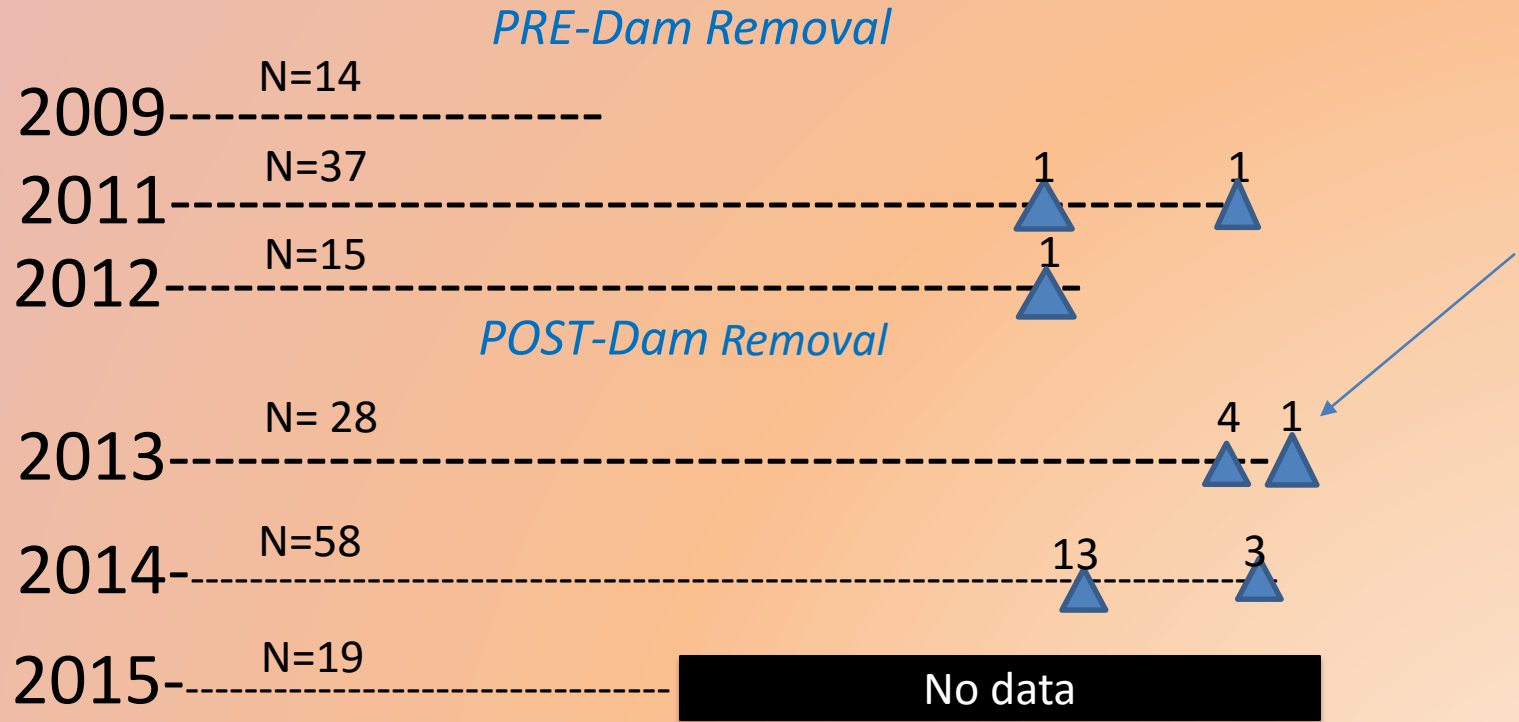 PRE-Dam Removal
N=14
2009
N=37
1 1
2011
N=15
1
2012
POST-Dam Removal
N= 28
4 1
2013
N=58
13 3
2014-
N=19
2015-
No data